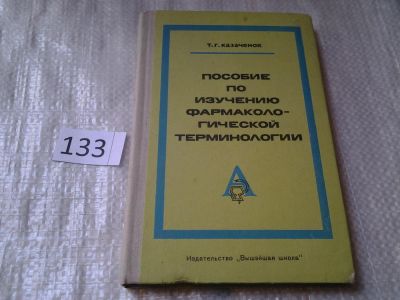 Т. Г. КАЗАЧЕНОК
ПОСОБИЕ
ПО
ИЗУЧЕНИЮ
ФАРМАКОЛО-
ГИЧЕСКОЙ
ТЕРМИНОЛОГИИ
133
Издательство „Вышэйшая школа"